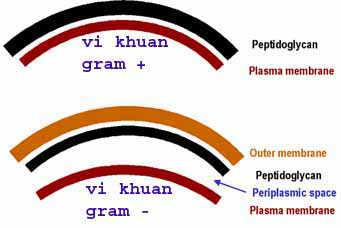 vi khuan
gram +
Peptidoglycan
Plasma membrane
Outer membrane
Peptidoglycan
Periplasmic space
Plasma membrane
vi khuan
gram -